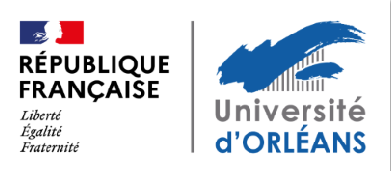 RÉPUBLIQUE
FRANÇAISE
Liberté
Égalité
Fraternité
Université
d'ORLÉANS